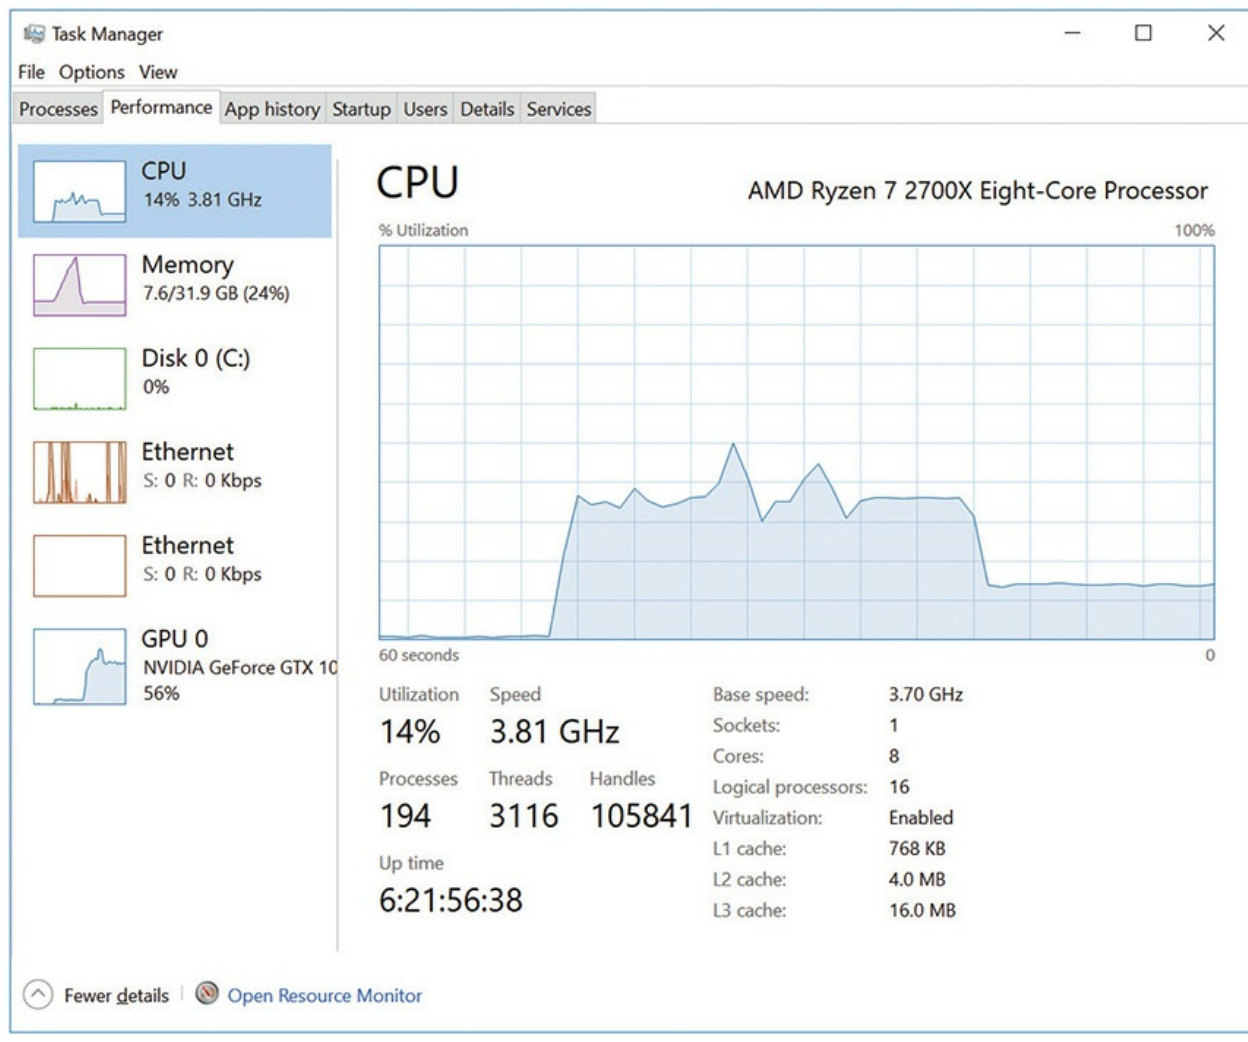 Task Manager
File Options View
Processes Performance App history Startup Users Details Services
CPU
14% 3.81 GHz
Memory
7.6/31.9 GB (24%)
Disk 0 (C:)
0%
Ethernet
S: 0 R: 0 Kbps
Ethernet
S: 0 R: 0 Kbps
GPU 0
NVIDIA GeForce GTX 10
56%
CPU AMD Ryzen 7 2700X Eight-Core Processor
% Utilization 100%
60 seconds 0
Utilization Speed
14% 3.81 GHz
Processes Threads Handles
194 3116 105841
Up time
6:21:56:38
Base speed: 3.70 GHz
Sockets: 1
Cores: 8
Logical processors: 16
Virtualization: Enabled
L1 cache: 768 KB
L2 cache: 4.0 MB
L3 cache: 16.0 MB
Fewer details Open Resource Monitor